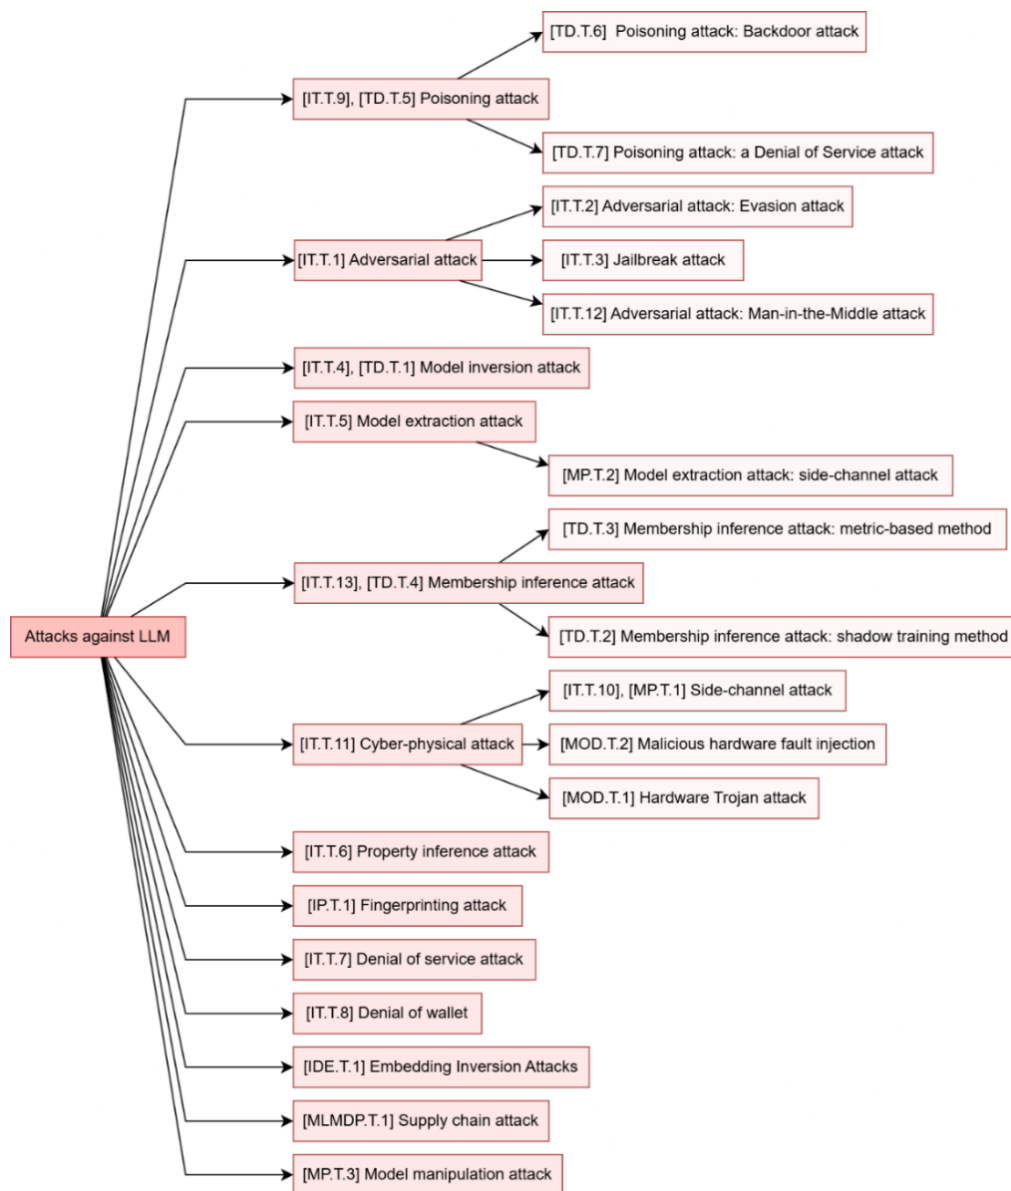 [TD.T.6]  Poisoning attack: Backdoor attack
[IT.T.9], [TD.T.5] Poisoning attack
[TD.T.7] Poisoning attack: a Denial of Service attack
[IT.T.2] Adversarial attack: Evasion attack
[IT.T.1] Adversarial attack
[IT.T.3] Jailbreak attack
[IT.T.12] Adversarial attack: Man-in-the-Middle attack
[IT.T.4], [TD.T.1] Model inversion attack
[IT.T.5] Model extraction attack
[MP.T.2] Model extraction attack: side-channel attack
[TD.T.3] Membership inference attack: metric-based method
[IT.T.13], [TD.T.4] Membership inference attack
Attacks against LLM
[TD.T.2] Membership inference attack: shadow training method
[IT.T.10], [MP.T.1] Side-channel attack
[IT.T.11] Cyber-physical attack
[MOD.T.2] Malicious hardware fault injection
[MOD.T.1] Hardware Trojan attack
[IT.T.6] Property inference attack
[IP.T.1] Fingerprinting attack
[IT.T.7] Denial of service attack
[IT.T.8] Denial of wallet
[IDE.T.1] Embedding Inversion Attacks
[MLMDP.T.1] Supply chain attack
[MP.T.3] Model manipulation attack